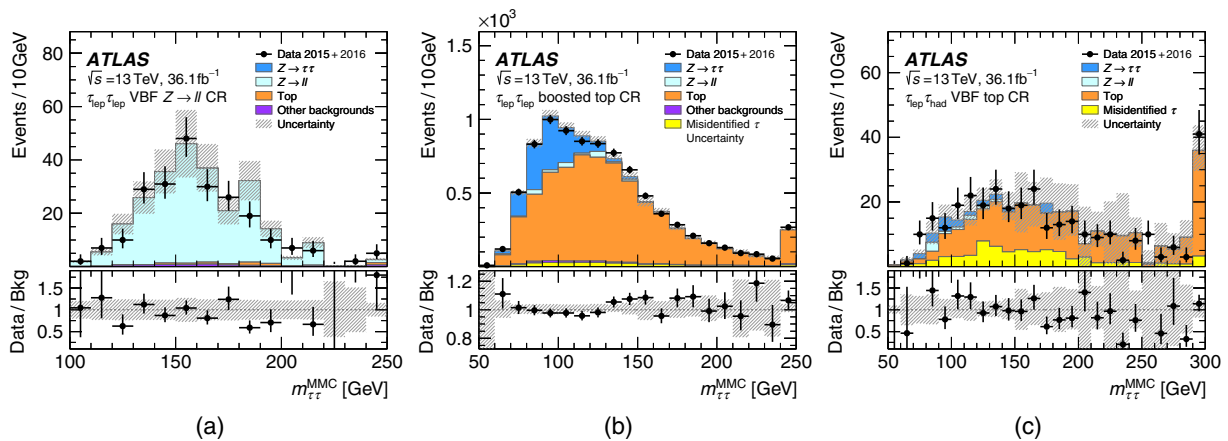 ATLAS
√s = 13 TeV, 36.1 fb⁻¹
τlep τlep VBF Z → ll CR
Data 2015 + 2016
Z → ττ
Z → ll
Top
Other backgrounds
Uncertainty
Events / 10 GeV
80
60
40
20
Data / Bkg
1.5
1
0.5
100 150 200 250
m_ττ^MMC [GeV]
(a)
×10³
ATLAS
√s = 13 TeV, 36.1 fb⁻¹
τlep τlep boosted top CR
Data 2015 + 2016
Z → ττ
Z → ll
Top
Other backgrounds
Misidentified τ
Uncertainty
Events / 10 GeV
1.5
1
0.5
Data / Bkg
1.2
1
0.8
50 100 150 200 250
m_ττ^MMC [GeV]
(b)
ATLAS
√s = 13 TeV, 36.1 fb⁻¹
τlep τhad VBF top CR
Data 2015 + 2016
Z → ττ
Z → ll
Top
Misidentified τ
Uncertainty
Events / 10 GeV
60
40
20
Data / Bkg
1.5
1
0.5
50 100 150 200 250 300
m_ττ^MMC [GeV]
(c)